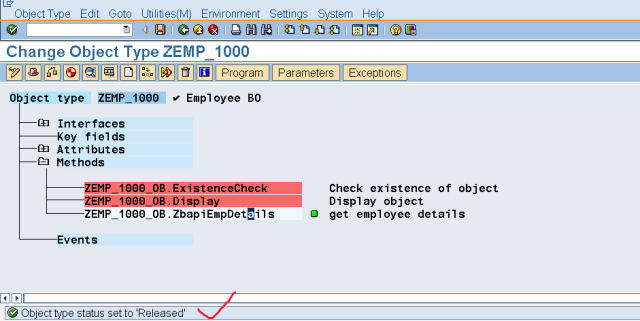 Object Type Edit Goto Utilities(M) Environment Settings System Help
Change Object Type ZEMP_1000
Program Parameters Exceptions
Object type ZEMP_1000 ✔ Employee BO
Interfaces
Key fields
Attributes
Methods
ZEMP_1000_OB.ExistenceCheck Check existence of object
ZEMP_1000_OB.Display Display object
ZEMP_1000_OB.ZbapiEmpDetails get employee details
Events
Object type status set to 'Released'